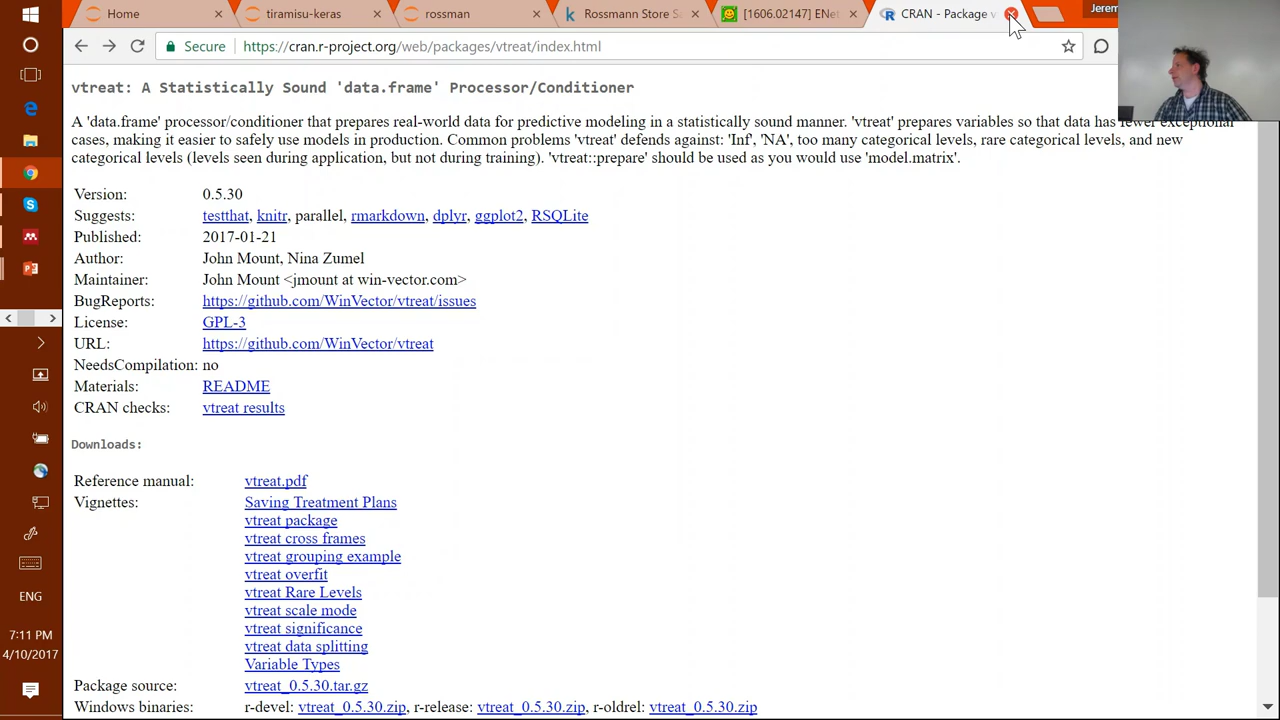 Home
tiramisu-keras
rossman
Rossmann Store Sa
[1606.02147] ENet
CRAN - Package v
Jerem
Secure
https://cran.r-project.org/web/packages/vtreat/index.html
vtreat: A Statistically Sound 'data.frame' Processor/Conditioner
A 'data.frame' processor/conditioner that prepares real-world data for predictive modeling in a statistically sound manner. 'vtreat' prepares variables so that data has fewer exceptional
cases, making it easier to safely use models in production. Common problems 'vtreat' defends against: 'Inf', 'NA', too many categorical levels, rare categorical levels, and new
categorical levels (levels seen during application, but not during training). 'vtreat::prepare' should be used as you would use 'model.matrix'.
Version: 0.5.30
Suggests: testthat, knitr, parallel, rmarkdown, dplyr, ggplot2, RSQLite
Published: 2017-01-21
Author: John Mount, Nina Zumel
Maintainer: John Mount <jmount at win-vector.com>
BugReports: https://github.com/WinVector/vtreat/issues
License: GPL-3
URL: https://github.com/WinVector/vtreat
NeedsCompilation: no
Materials: README
CRAN checks: vtreat results
Downloads:
Reference manual: vtreat.pdf
Vignettes: Saving Treatment Plans
vtreat package
vtreat cross frames
vtreat grouping example
vtreat overfit
vtreat Rare Levels
vtreat scale mode
vtreat significance
vtreat data splitting
Variable Types
Package source: vtreat_0.5.30.tar.gz
Windows binaries: r-devel: vtreat_0.5.30.zip, r-release: vtreat_0.5.30.zip, r-oldrel: vtreat_0.5.30.zip
ENG
7:11 PM
4/10/2017